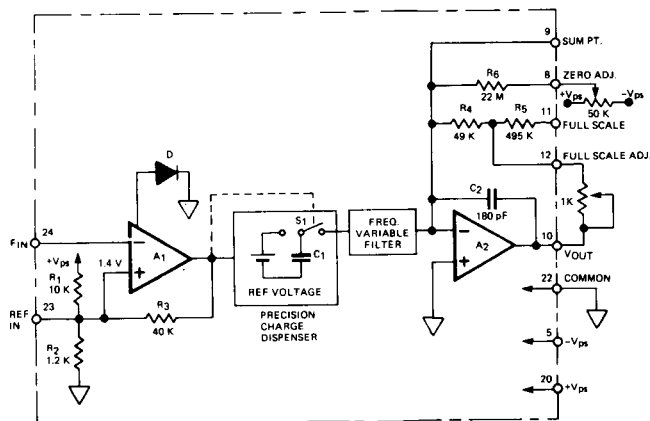 9
SUM PT.
R6
22 M
8
ZERO ADJ.
+Vps
-Vps
50 K
R4
49 K
R5
495 K
11
FULL SCALE
12
FULL SCALE ADJ.
1K
D
C2
180 pF
24
FIN
A1
1.4 V
+Vps
R1
10 K
23
REF
IN
R3
40 K
R2
1.2 K
S1
C1
REF VOLTAGE
PRECISION
CHARGE
DISPENSER
FREQ.
VARIABLE
FILTER
A2
10
VOUT
22
COMMON
5
-Vps
20
+Vps